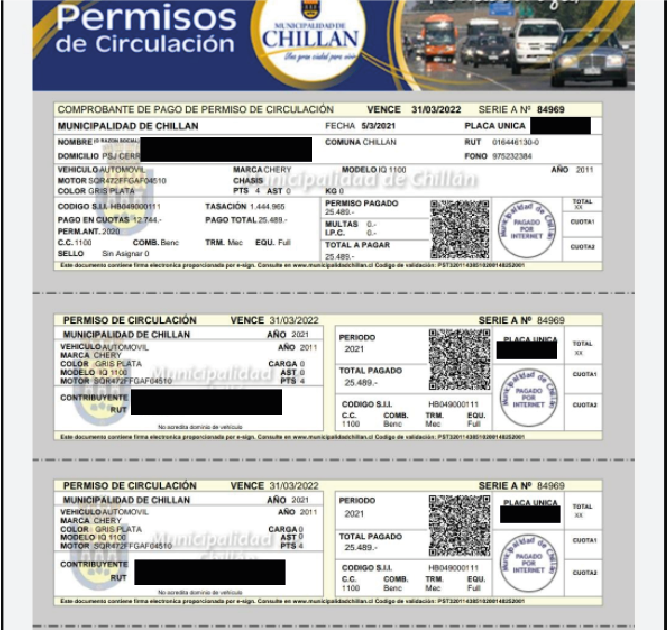 Permisos
de Circulación
MUNICIPALIDAD DE
CHILLAN
COMPROBANTE DE PAGO DE PERMISO DE CIRCULACIÓN VENCE 31/03/2022 SERIE A Nº 84969
MUNICIPALIDAD DE CHILLAN FECHA 5/3/2021 PLACA UNICA
NOMBRE COMUNA CHILLAN RUT 016446130-0
DOMICILIO PSJ CERR FONO 975232384
VEHICULO AUTOMOVIL MARCA CHERY MODELO IQ 1100 AÑO 2011
MOTOR SQR472FFGAF04510 CHASIS
COLOR GRIS PLATA PTS 4 AST 0 KG 0
Municipalidad de Chillán
CODIGO S.I.I. HB049000111 TASACIÓN 1.444.965 PERMISO PAGADO
25.489.-
PAGO EN CUOTAS 12.744.- PAGO TOTAL 25.489.- MULTAS 0.-
PERM.ANT. 2020 I.P.C. 0.-
C.C. 1100 COMB. Benc TRM. Mec EQU. Full TOTAL A PAGAR
SELLO Sin Asignar 0 25.489.-
PAGADO
POR
INTERNET
TOTAL
XX
CUOTA1
CUOTA2
Este documento contiene firma electronica proporcionada por e-sign. Consulte en www.municipalidadchillan.cl Codigo de validación:
PERMISO DE CIRCULACIÓN VENCE 31/03/2022 SERIE A Nº 84969
MUNICIPALIDAD DE CHILLAN AÑO 2021 PERIODO PLACA UNICA
VEHICULO AUTOMOVIL AÑO 2011 2021
MARCA CHERY
COLOR GRIS PLATA CARGA 0
MODELO IQ 1100 AST 0 TOTAL PAGADO
MOTOR SQR472FFGAF04510 PTS 4 25.489.-
Municipalidad
CONTRIBUYENTE CODIGO S.I.I. HB049000111
RUT C.C. COMB. TRM. EQU.
1100 Benc Mec Full
No acredita dominio de vehiculo
PAGADO
POR
INTERNET
TOTAL
XX
CUOTA1
CUOTA2
Este documento contiene firma electronica proporcionada por e-sign. Consulte en www.municipalidadchillan.cl Codigo de validación:
PERMISO DE CIRCULACIÓN VENCE 31/03/2022 SERIE A Nº 84969
MUNICIPALIDAD DE CHILLAN AÑO 2021 PERIODO PLACA UNICA
VEHICULO AUTOMOVIL AÑO 2011 2021
MARCA CHERY
COLOR GRIS PLATA CARGA 0
MODELO IQ 1100 AST 0 TOTAL PAGADO
MOTOR SQR472FFGAF04510 PTS 4 25.489.-
Municipalidad
CONTRIBUYENTE CODIGO S.I.I. HB049000111
RUT C.C. COMB. TRM. EQU.
1100 Benc Mec Full
No acredita dominio de vehiculo
PAGADO
POR
INTERNET
TOTAL
XX
CUOTA1
CUOTA2
Este documento contiene firma electronica proporcionada por e-sign. Consulte en www.municipalidadchillan.cl Codigo de validación: